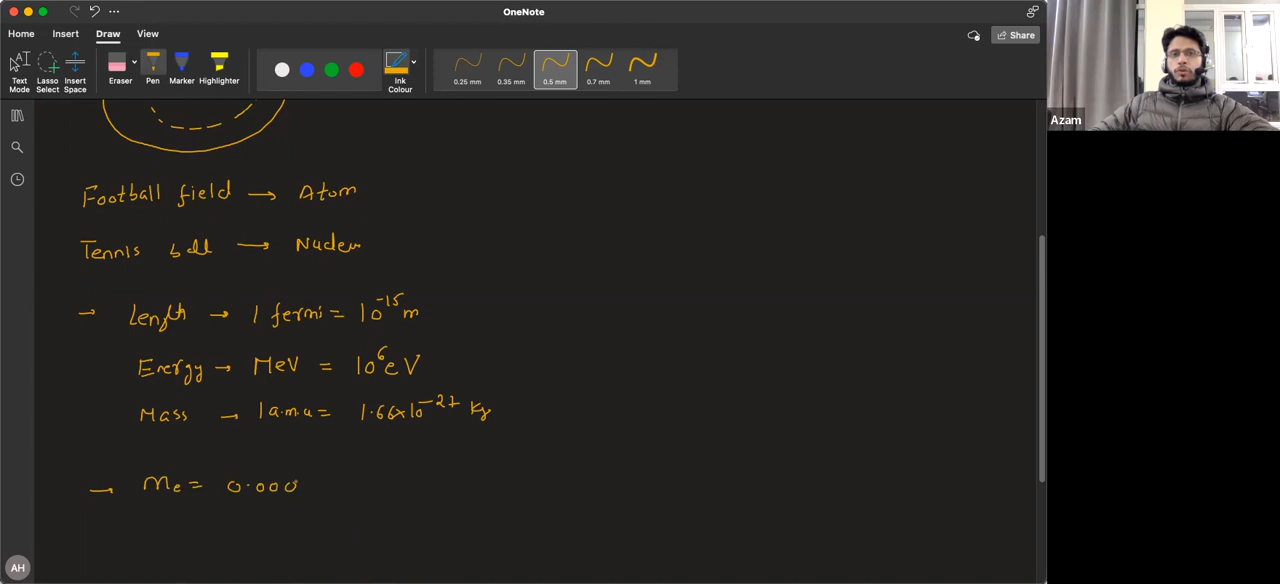 OneNote
Home Insert Draw View
Share
Text Mode
Lasso Select
Insert Space
Eraser
Pen
Marker
Highlighter
Ink Colour
0.25 mm
0.35 mm
0.5 mm
0.7 mm
1 mm
Azam
Football field → Atom
Tennis ball → Nucleus
→ Length → 1 fermi = 10⁻¹⁵ m
Energy → MeV = 10⁶ eV
Mass → 1 a.m.u = 1.66×10⁻²⁷ Kg
→ Me = 0.000
AH